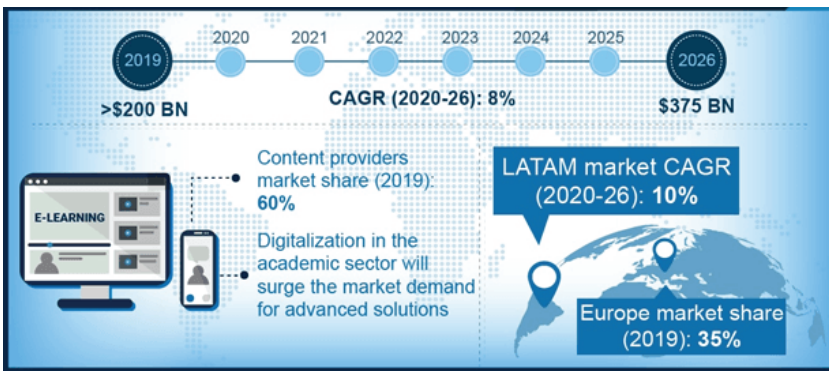 2019
2020
2021
2022
2023
2024
2025
2026
>$200 BN
CAGR (2020-26): 8%
$375 BN
E-LEARNING
Content providers
market share (2019):
60%
Digitalization in the
academic sector will
surge the market demand
for advanced solutions
LATAM market CAGR
(2020-26): 10%
Europe market share
(2019): 35%